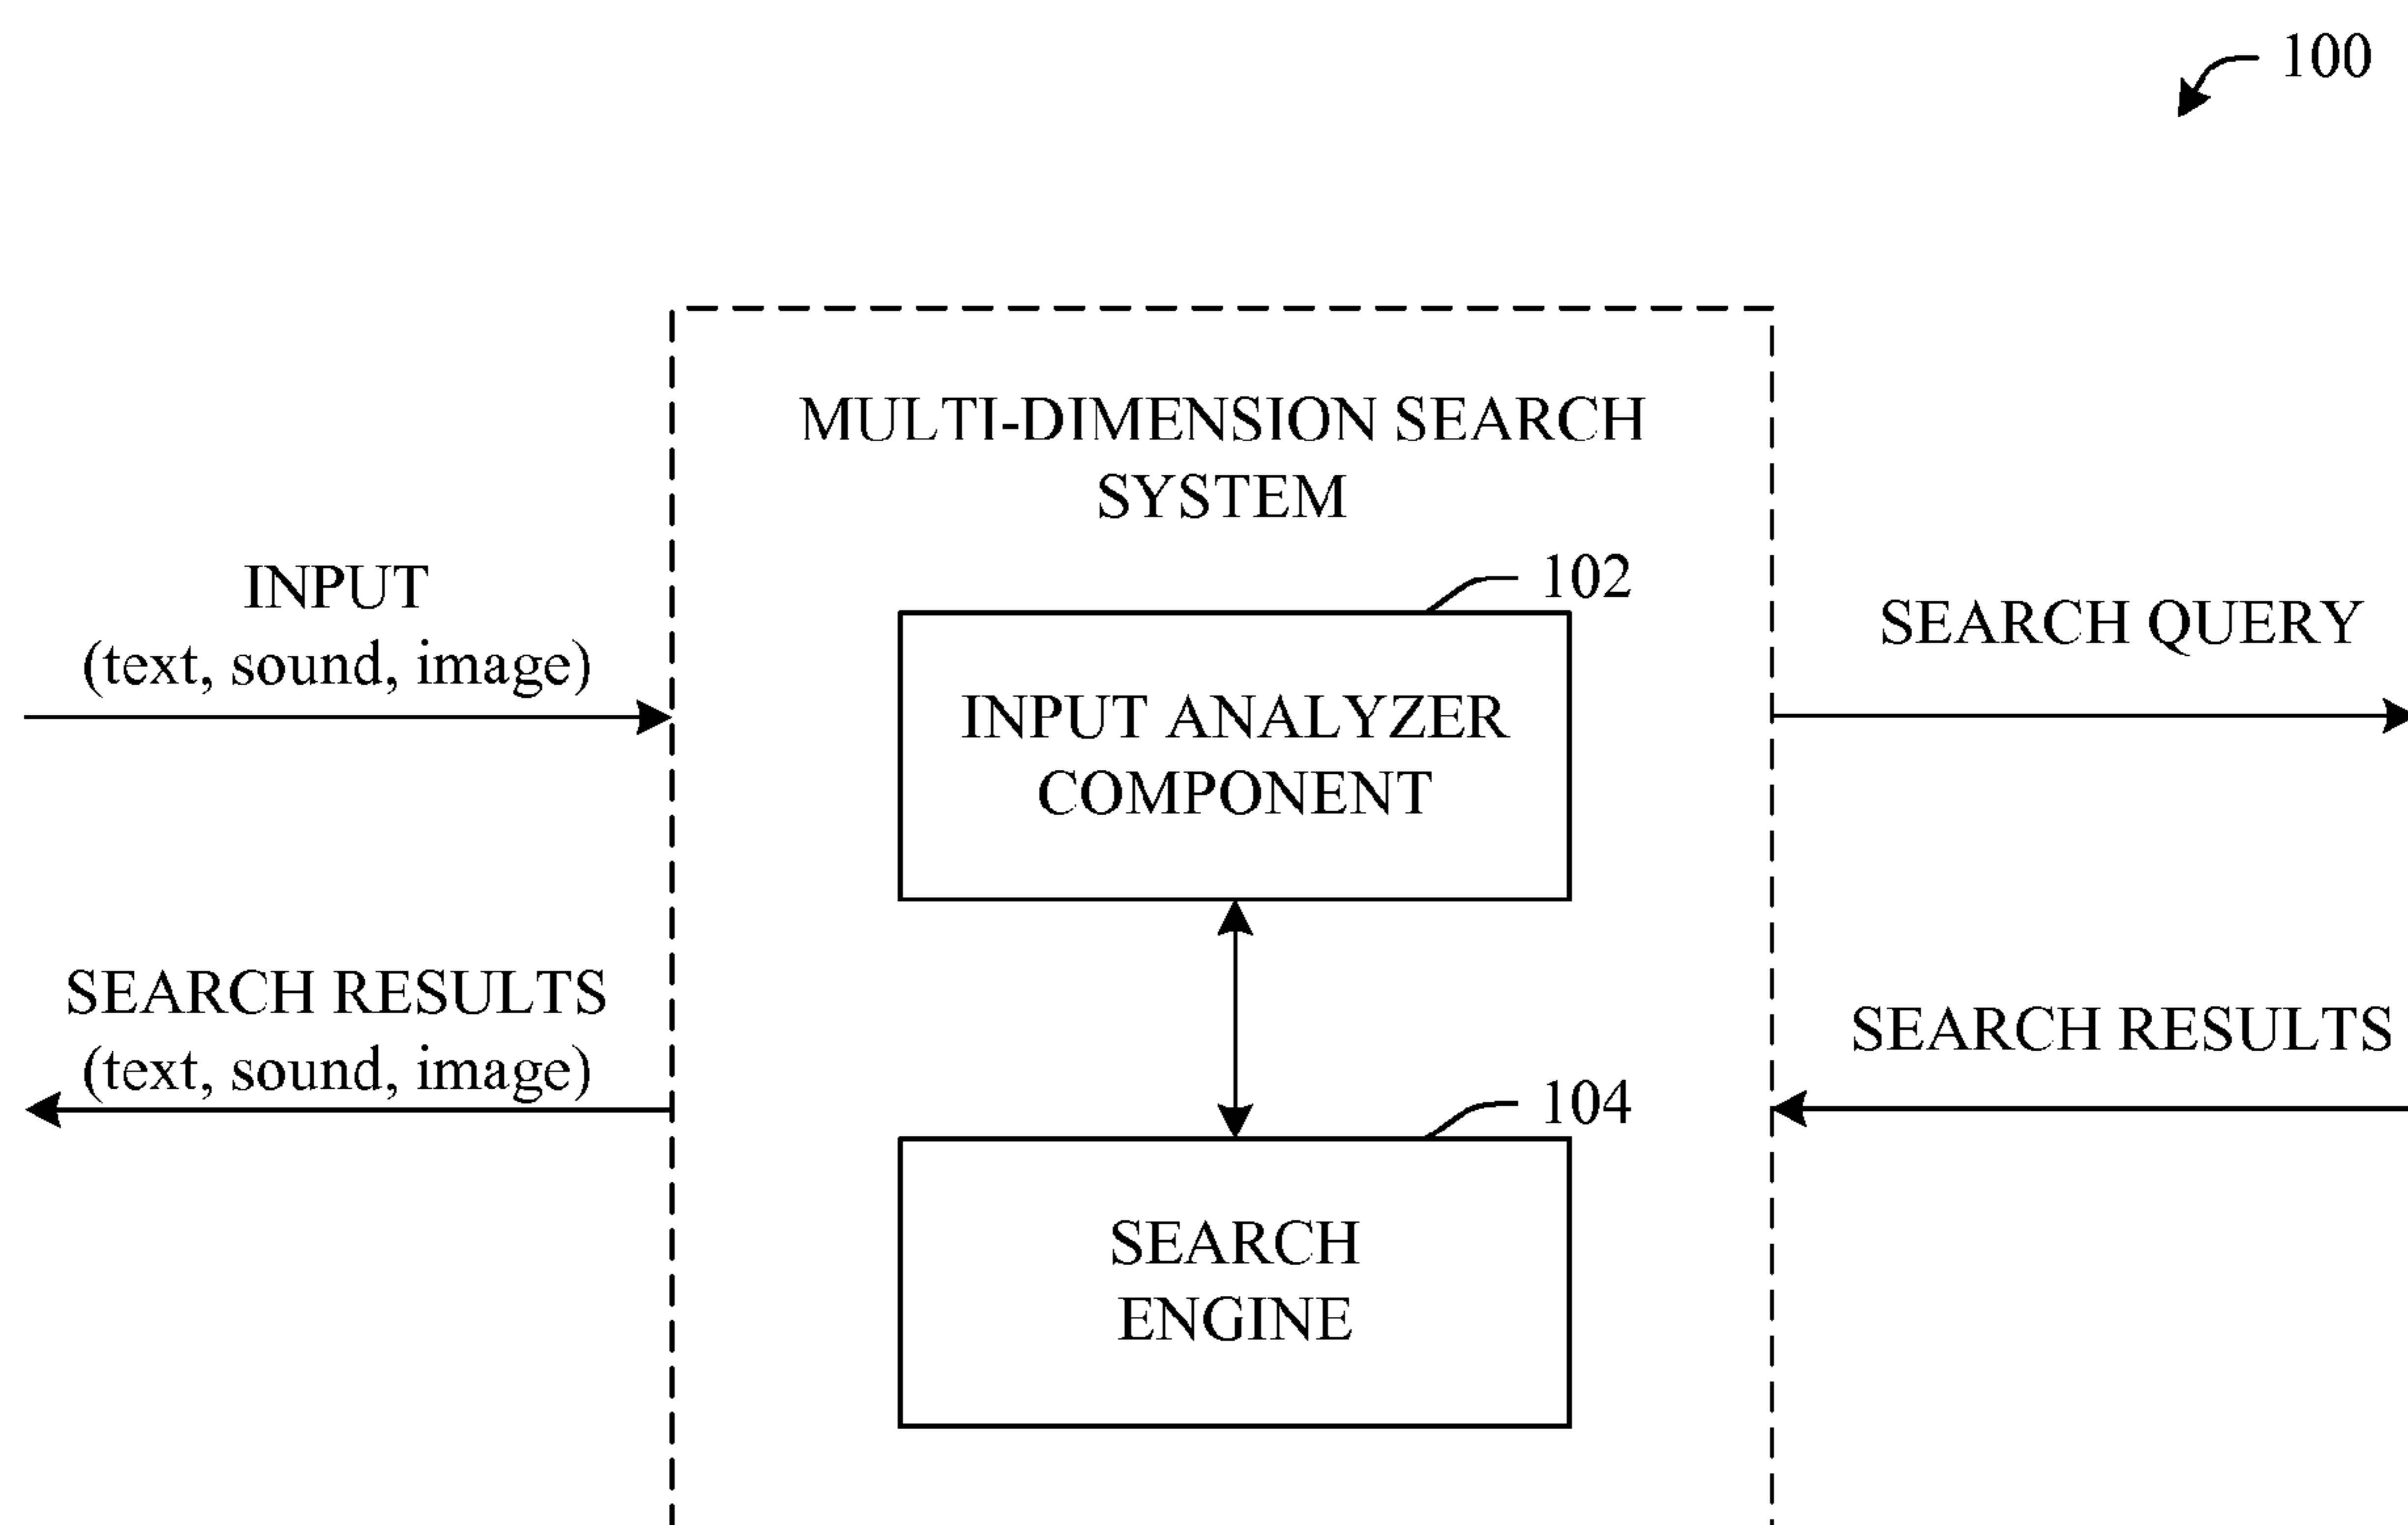 100
MULTI-DIMENSION SEARCH
SYSTEM
INPUT
(text, sound, image)
102
INPUT ANALYZER
COMPONENT
SEARCH QUERY
SEARCH RESULTS
(text, sound, image)
SEARCH RESULTS
104
SEARCH
ENGINE